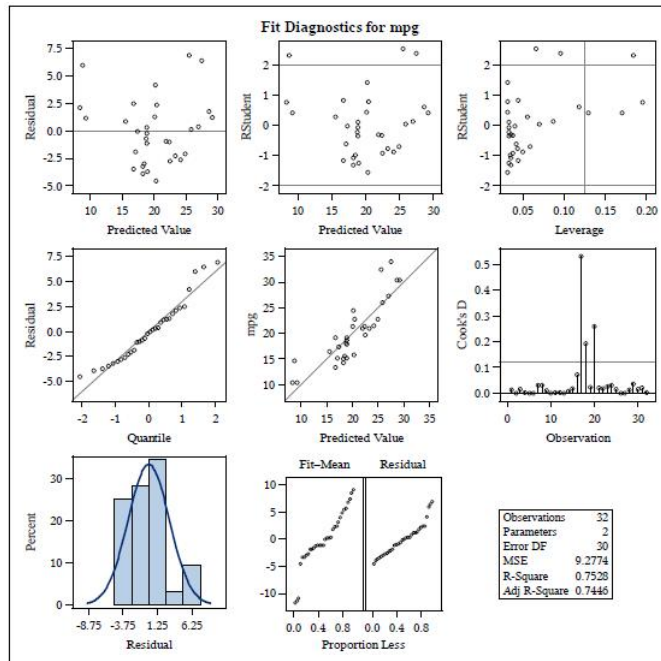 Fit Diagnostics for mpg
7.5
5.0
2.5
0.0
-2.5
-5.0
Residual
10 15 20 25 30
Predicted Value
2
1
0
-1
-2
RStudent
10 15 20 25 30
Predicted Value
2
1
0
-1
-2
RStudent
0.05 0.10 0.15 0.20
Leverage
7.5
5.0
2.5
0.0
-2.5
-5.0
Residual
-2 -1 0 1 2
Quantile
35
30
25
20
15
10
mpg
10 15 20 25 30 35
Predicted Value
0.5
0.4
0.3
0.2
0.1
0.0
Cook's D
0 10 20 30
Observation
30
20
10
0
Percent
-8.75 -3.75 1.25 6.25
Residual
Fit–Mean Residual
10
5
0
-5
-10
0.0 0.4 0.8 0.0 0.4 0.8
Proportion Less
Observations 32
Parameters 2
Error DF 30
MSE 9.2774
R-Square 0.7528
Adj R-Square 0.7446